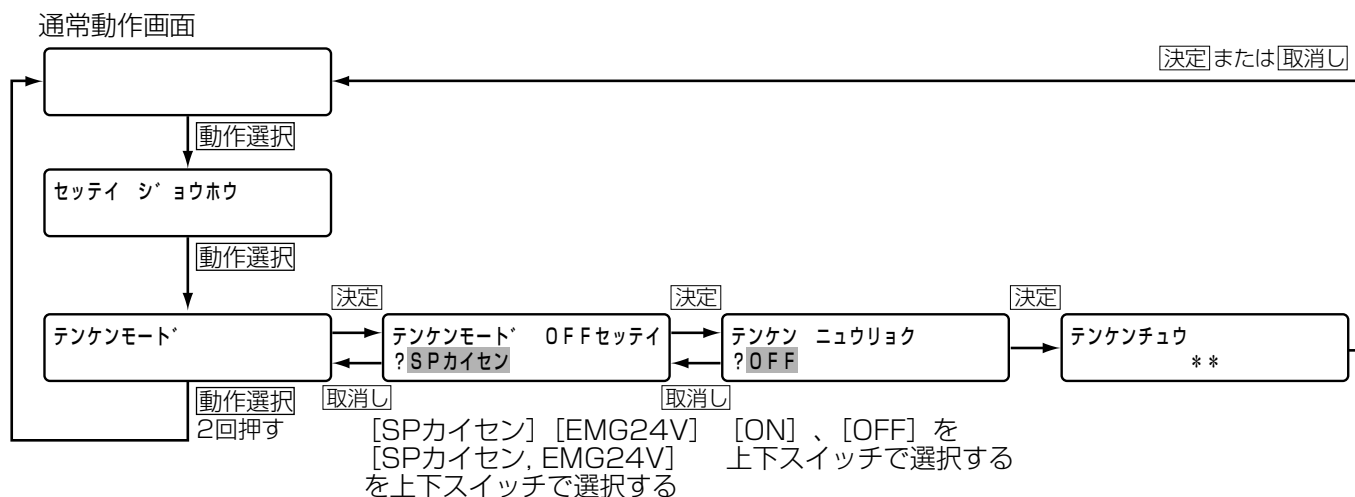 通常動作画面
決定または取消し
動作選択
セッテイ ジョウホウ
動作選択
決定
決定
決定
テンケンモード
テンケンモード OFFセッテイ
?SPカイセン
テンケン ニュウリョク
?OFF
テンケンチュウ
＊＊
動作選択
2回押す
取消し
取消し
[SPカイセン] [EMG24V]
[SPカイセン, EMG24V]
を上下スイッチで選択する
[ON]、[OFF]を
上下スイッチで選択する